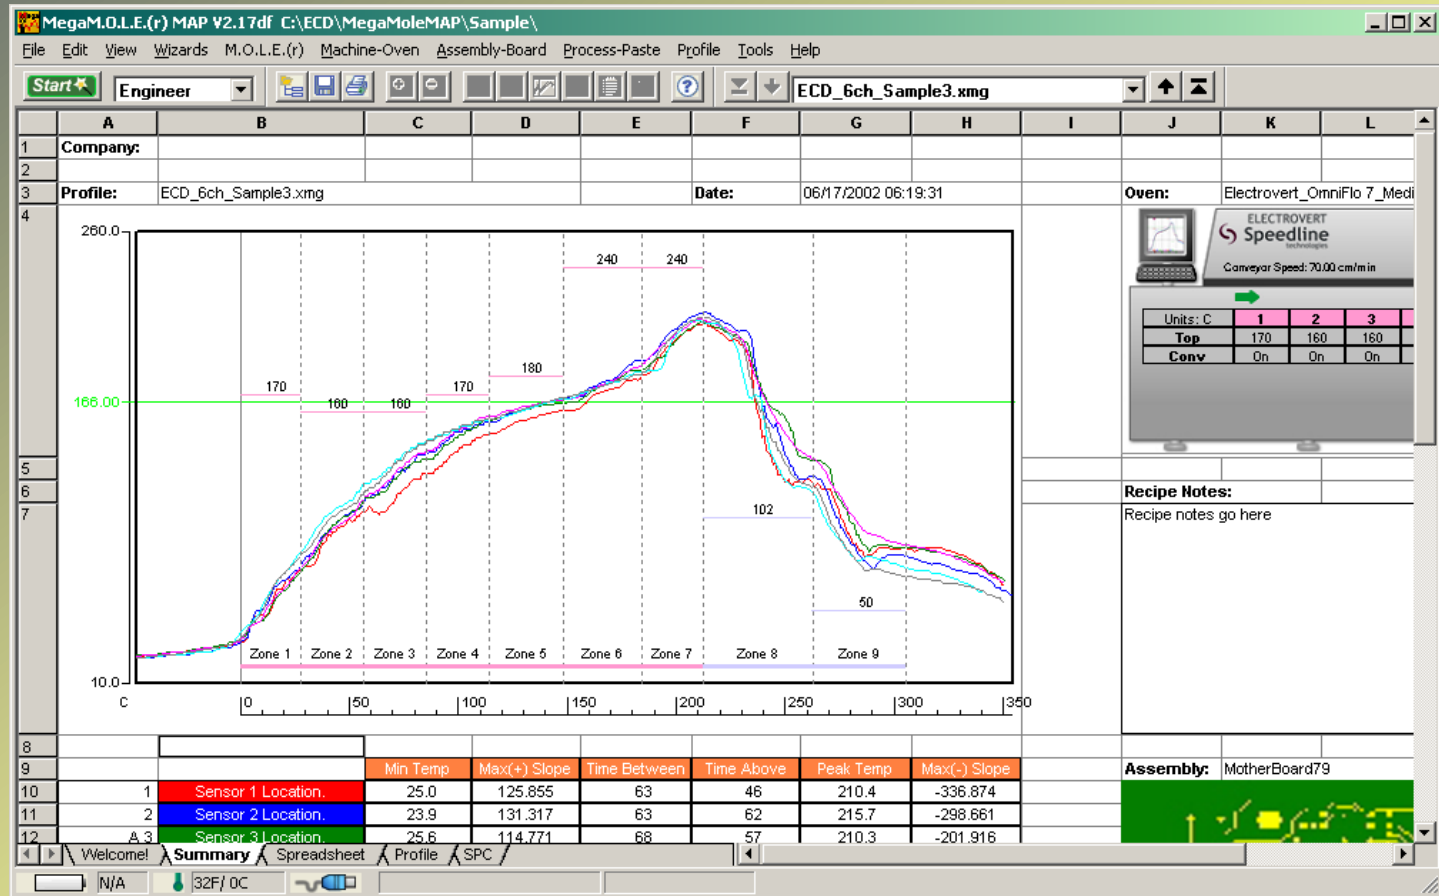 MegaM.O.L.E.(r) MAP V2.17df C:\ECD\MegaMoleMAP\Sample\
File Edit View Wizards M.O.L.E.(r) Machine-Oven Assembly-Board Process-Paste Profile Tools Help
Start Engineer ECD_6ch_Sample3.xmg
A B C D E F G H I J K L
1 Company:
2
3 Profile: ECD_6ch_Sample3.xmg Date: 06/17/2002 06:19:31 Oven: Electrovert_OmniFlo 7_Medi
4
ELECTROVERT
Speedline
technologies
Conveyor Speed: 70.00 cm/min
Units: C 1 2 3
Top 170 160 160
Conv On On On
260.0
240 240
180
170 170
166.00
160 160
102
50
Zone 1 Zone 2 Zone 3 Zone 4 Zone 5 Zone 6 Zone 7 Zone 8 Zone 9
10.0
C 0 50 100 150 200 250 300 350
5
6 Recipe Notes:
7 Recipe notes go here
8
9 Min Temp Max(+) Slope Time Between Time Above Peak Temp Max(-) Slope Assembly: MotherBoard79
10 1 Sensor 1 Location. 25.0 125.855 63 46 210.4 -336.874
11 2 Sensor 2 Location. 23.9 131.317 63 62 215.7 -298.661
12 A 3 Sensor 3 Location. 25.6 114.771 68 57 210.3 -201.916
Welcome! Summary Spreadsheet Profile SPC
N/A 32F/ 0C